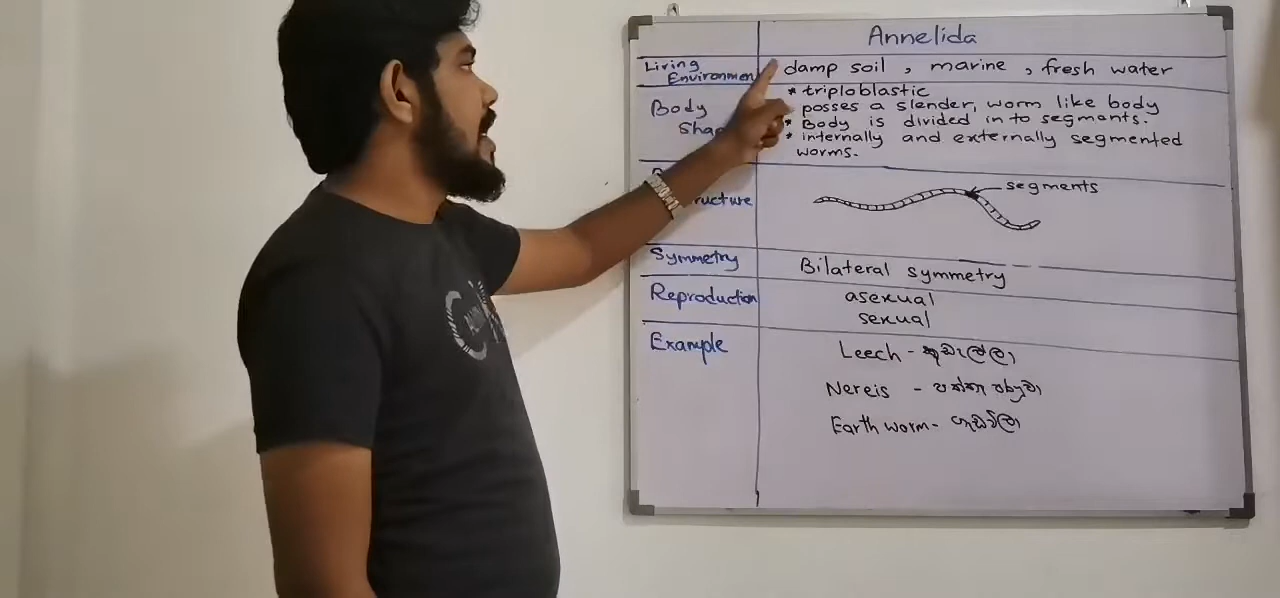 Annelida
Living
Environment
damp soil , marine , fresh water
Body
* triploblastic
posses a slender, worm like body
* Body is divided in to segments.
* internally and externally segmented
worms.
segments
Symmetry
Bilateral symmetry
Reproduction
asexual
sexual
Example
Leech - කූඩැල්ලා
Nereis -
Earth worm - ගැඩවිලා